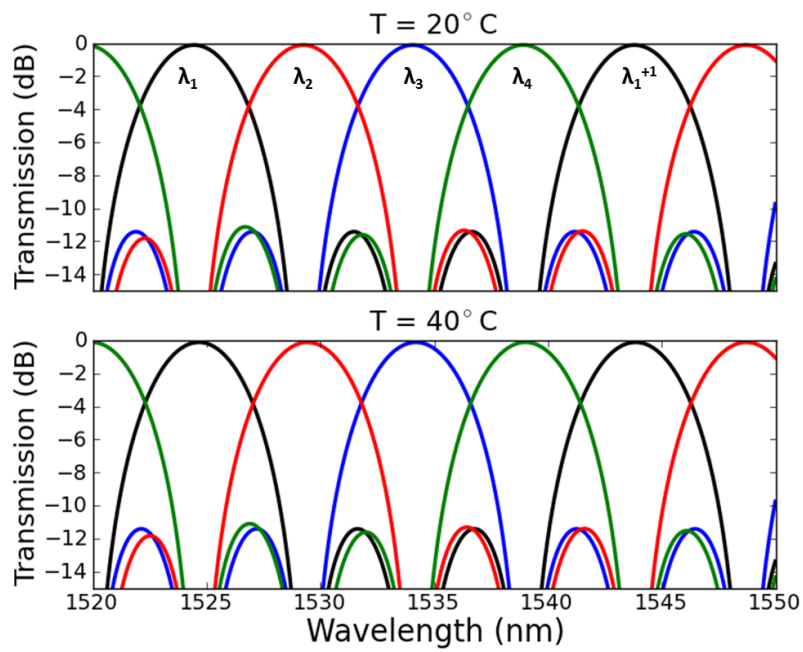 T = 20° C
Transmission (dB)
0
−2
−4
−6
−8
−10
−12
−14
λ1
λ2
λ3
λ4
λ1+1
T = 40° C
Transmission (dB)
0
−2
−4
−6
−8
−10
−12
−14
1520 1525 1530 1535 1540 1545 1550
Wavelength (nm)